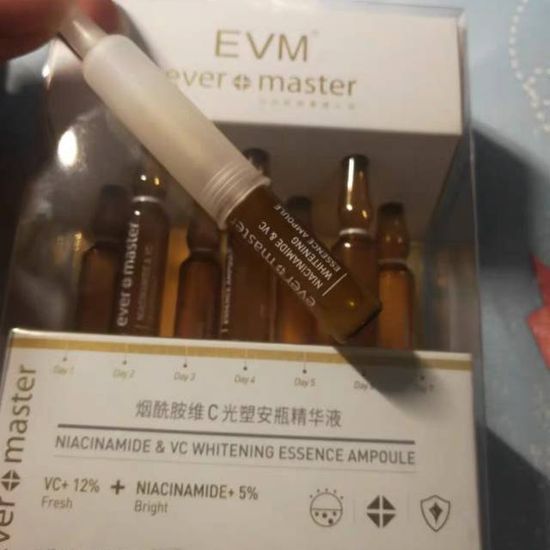 EVM
ever master
ever master
NIACINAMIDE & VC
WHITENING
ESSENCE AMPOULE
ever master
NIACINAMIDE & VC
Day 1
Day 2
Day 3
Day 4
Day 5
烟酰胺维C光塑安瓶精华液
NIACINAMIDE & VC WHITENING ESSENCE AMPOULE
VC+ 12% + NIACINAMIDE+ 5%
Fresh
Bright
ever master